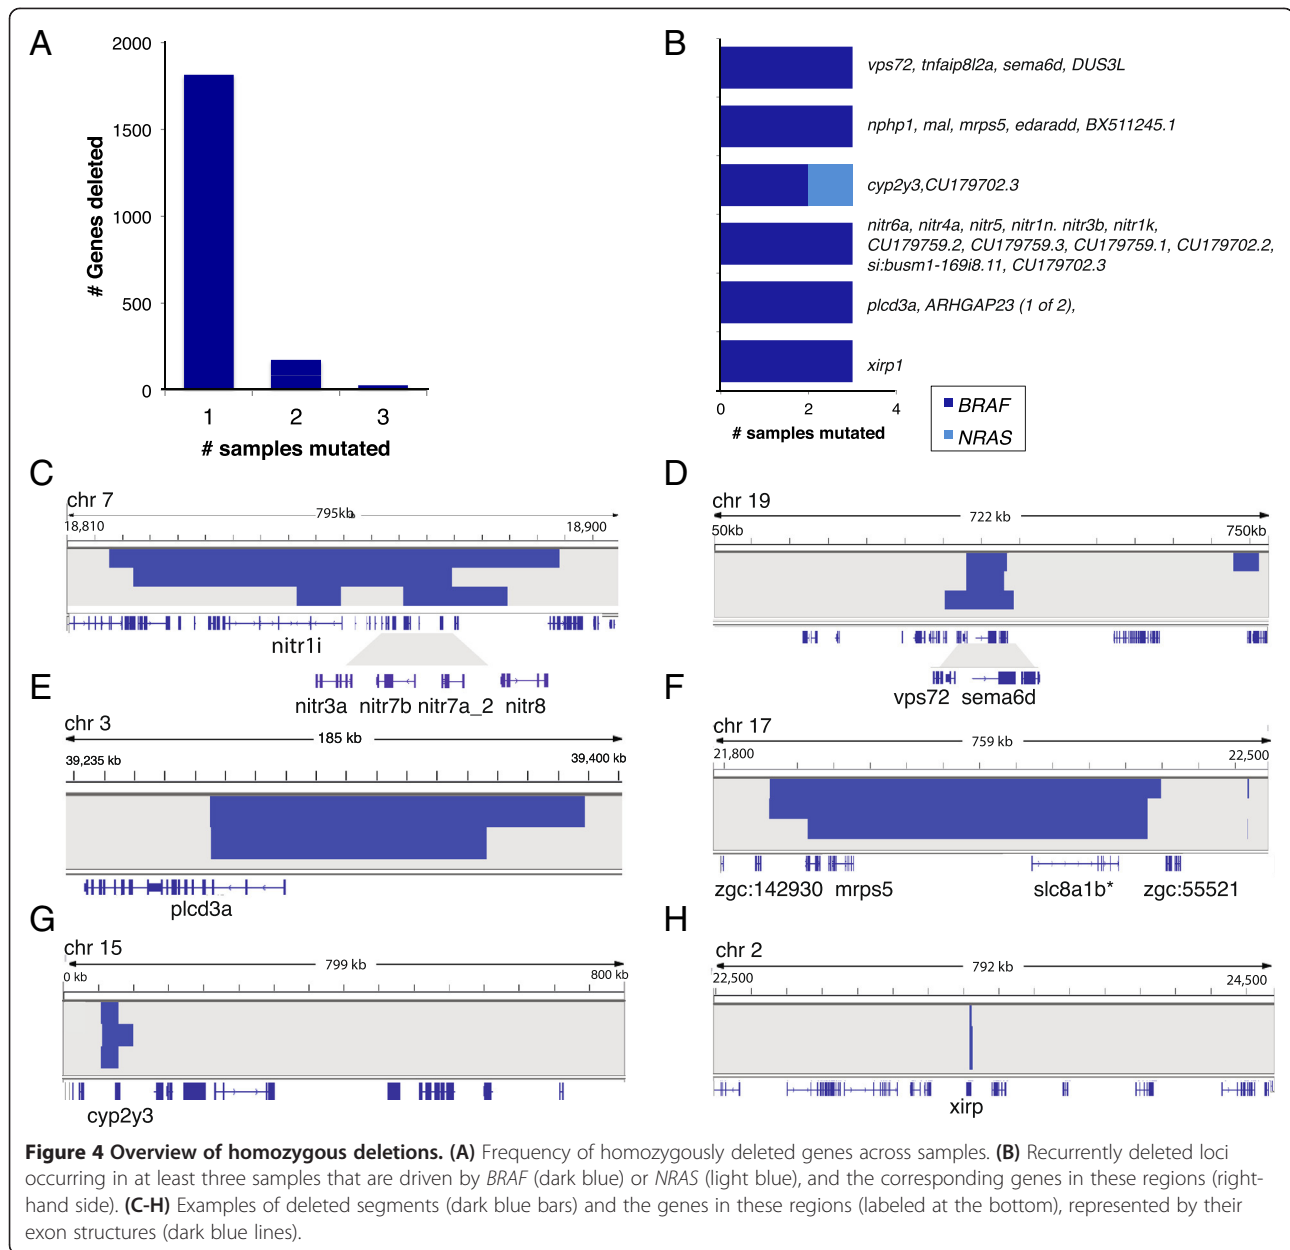 A
2000
1500
1000
500
0
# Genes deleted
1 2 3
# samples mutated
B
vps72, tnfaip8l2a, sema6d, DUS3L
nphp1, mal, mrps5, edaradd, BX511245.1
cyp2y3,CU179702.3
nitr6a, nitr4a, nitr5, nitr1n. nitr3b, nitr1k,
CU179759.2, CU179759.3, CU179759.1, CU179702.2,
si:busm1-169i8.11, CU179702.3
plcd3a, ARHGAP23 (1 of 2),
xirp1
0 2 4
# samples mutated
BRAF
NRAS
C
chr 7
795kb
18,810 18,900
nitr1i
nitr3a nitr7b nitr7a_2 nitr8
D
chr 19
722 kb
50kb 750kb
vps72 sema6d
E
chr 3
185 kb
39,235 kb 39,400 kb
plcd3a
F
chr 17
759 kb
21,800 22,500
zgc:142930 mrps5 slc8a1b* zgc:55521
G
chr 15
799 kb
0 kb 800 kb
cyp2y3
H
chr 2
792 kb
22,500 24,500
xirp
Figure 4 Overview of homozygous deletions. (A) Frequency of homozygously deleted genes across samples. (B) Recurrently deleted loci
occurring in at least three samples that are driven by BRAF (dark blue) or NRAS (light blue), and the corresponding genes in these regions (right-
hand side). (C-H) Examples of deleted segments (dark blue bars) and the genes in these regions (labeled at the bottom), represented by their
exon structures (dark blue lines).